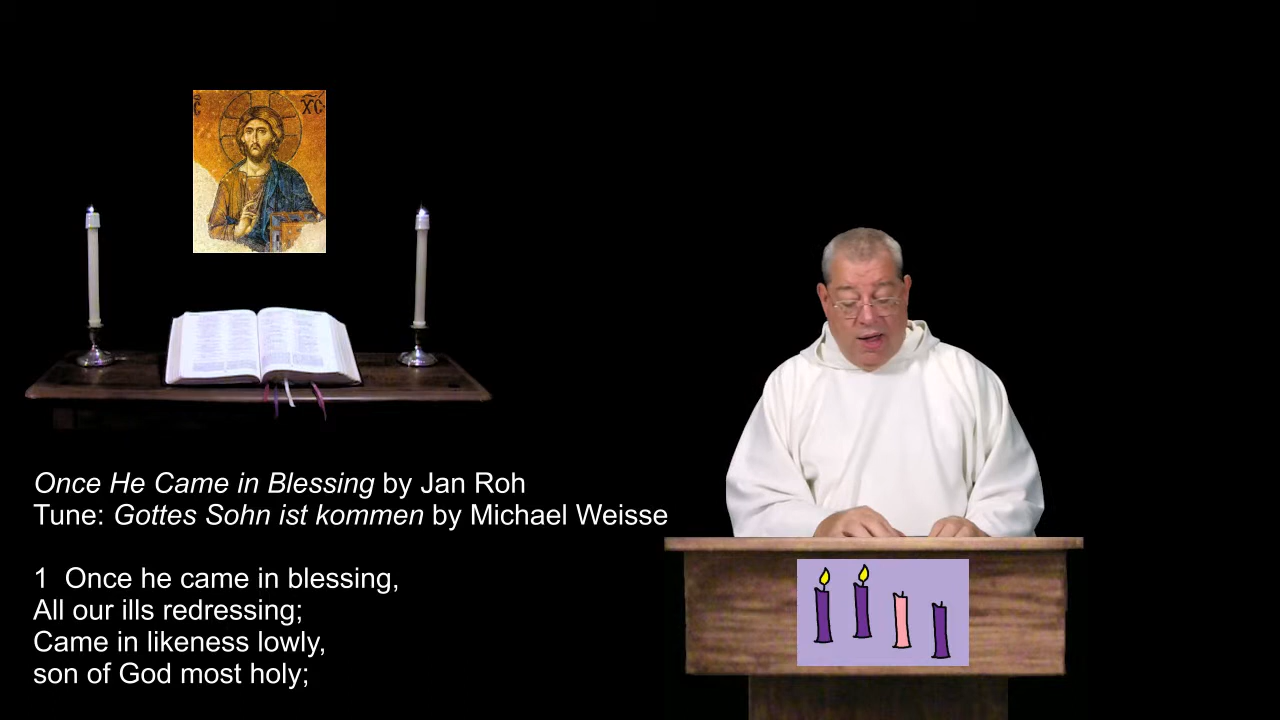 XC
Once He Came in Blessing by Jan Roh
Tune: Gottes Sohn ist kommen by Michael Weisse
1 Once he came in blessing,
All our ills redressing;
Came in likeness lowly,
son of God most holy;